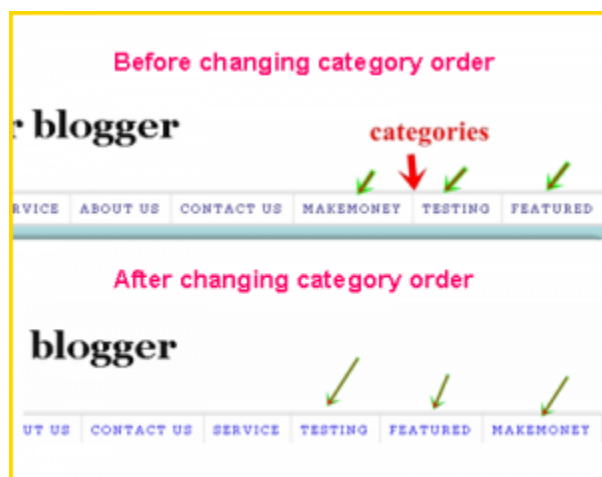 Before changing category order
r blogger
categories
RVICE ABOUT US CONTACT US MAKEMONEY TESTING FEATURED
After changing category order
blogger
UT US CONTACT US SERVICE TESTING FEATURED MAKEMONEY